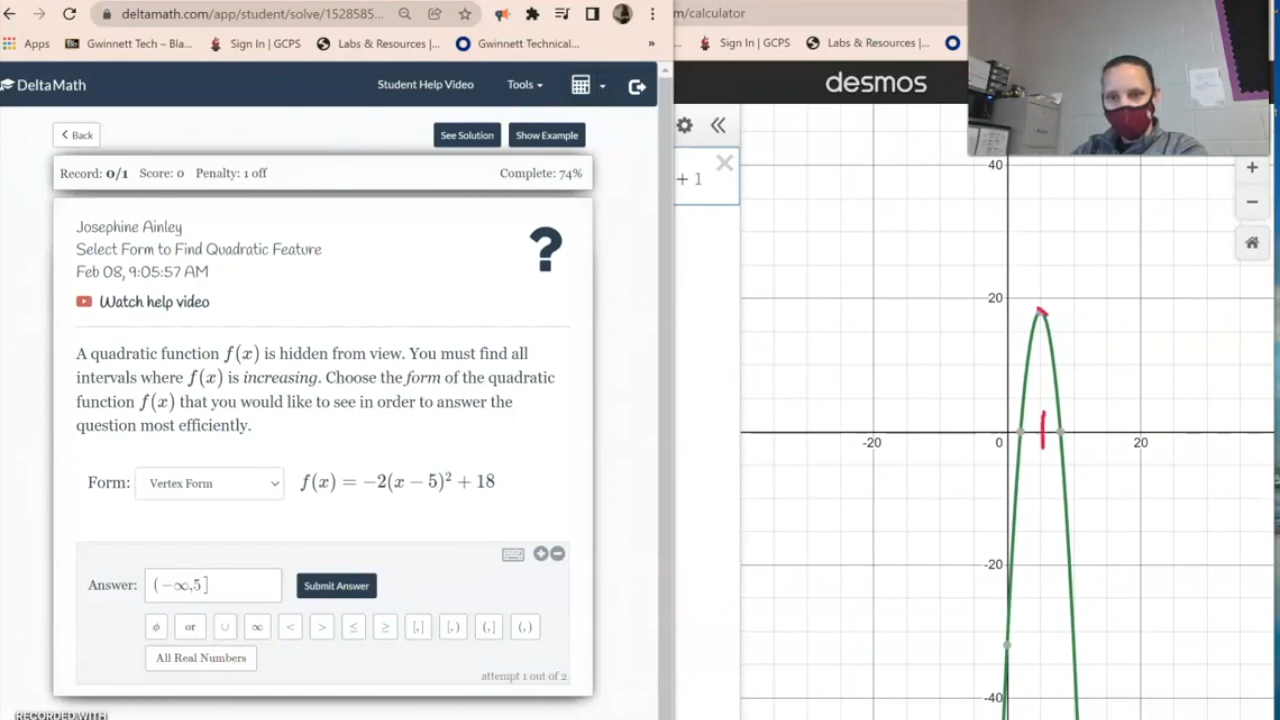 deltamath.com/app/student/solve/1528585...
m/calculator
Apps
Gwinnett Tech – Bla...
Sign In | GCPS
Labs & Resources |...
Gwinnett Technical...
»
...
Sign In | GCPS
Labs & Resources |...
DeltaMath
Student Help Video
Tools
desmos
Back
See Solution
Show Example
Record: 0/1 Score: 0 Penalty: 1 off
Complete: 74%
+ 1
Josephine Ainley
Select Form to Find Quadratic Feature
Feb 08, 9:05:57 AM
?
Watch help video
A quadratic function f(x) is hidden from view. You must find all
intervals where f(x) is increasing. Choose the form of the quadratic
function f(x) that you would like to see in order to answer the
question most efficiently.
Form: Vertex Form f(x) = −2(x − 5)² + 18
Answer: (−∞,5]
Submit Answer
ϕ or ∪ ∞ < > ≤ ≥ [,] [,) (,] (,)
All Real Numbers
attempt 1 out of 2
RECORDED WITH
40
20
-20
0
20
-20
-40